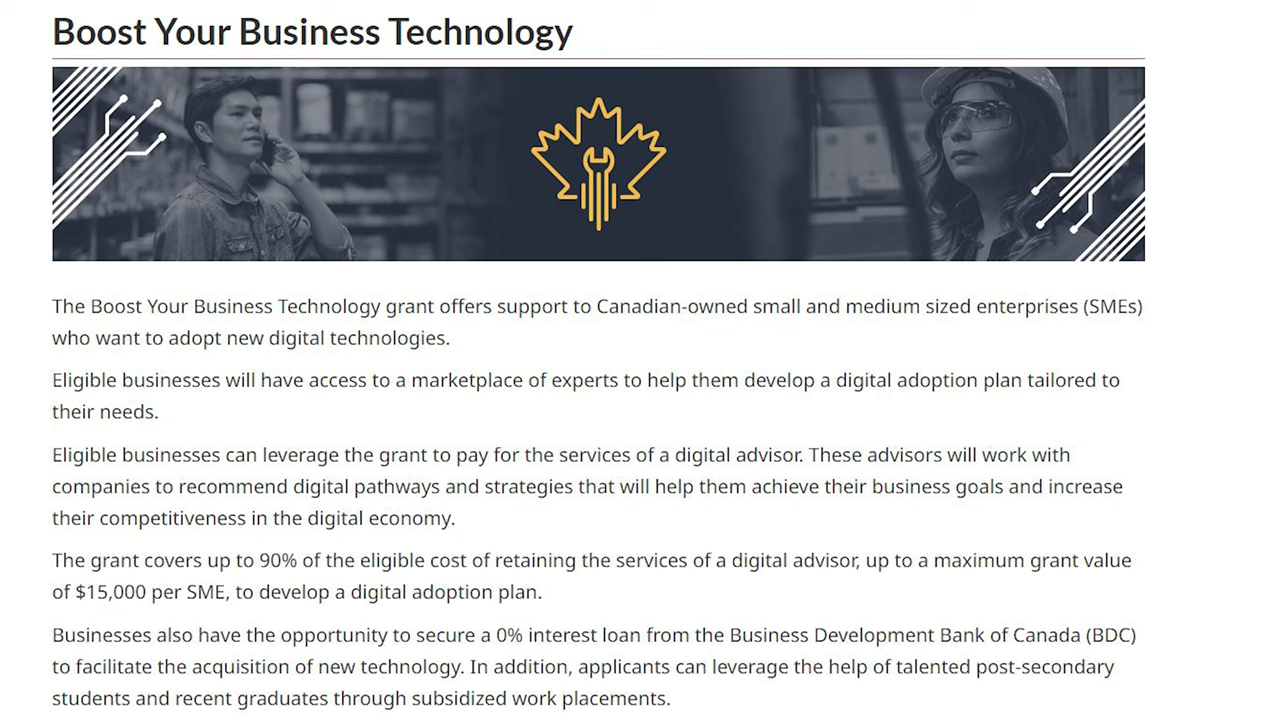 Boost Your Business Technology
The Boost Your Business Technology grant offers support to Canadian-owned small and medium sized enterprises (SMEs)
who want to adopt new digital technologies.
Eligible businesses will have access to a marketplace of experts to help them develop a digital adoption plan tailored to
their needs.
Eligible businesses can leverage the grant to pay for the services of a digital advisor. These advisors will work with
companies to recommend digital pathways and strategies that will help them achieve their business goals and increase
their competitiveness in the digital economy.
The grant covers up to 90% of the eligible cost of retaining the services of a digital advisor, up to a maximum grant value
of $15,000 per SME, to develop a digital adoption plan.
Businesses also have the opportunity to secure a 0% interest loan from the Business Development Bank of Canada (BDC)
to facilitate the acquisition of new technology. In addition, applicants can leverage the help of talented post-secondary
students and recent graduates through subsidized work placements.